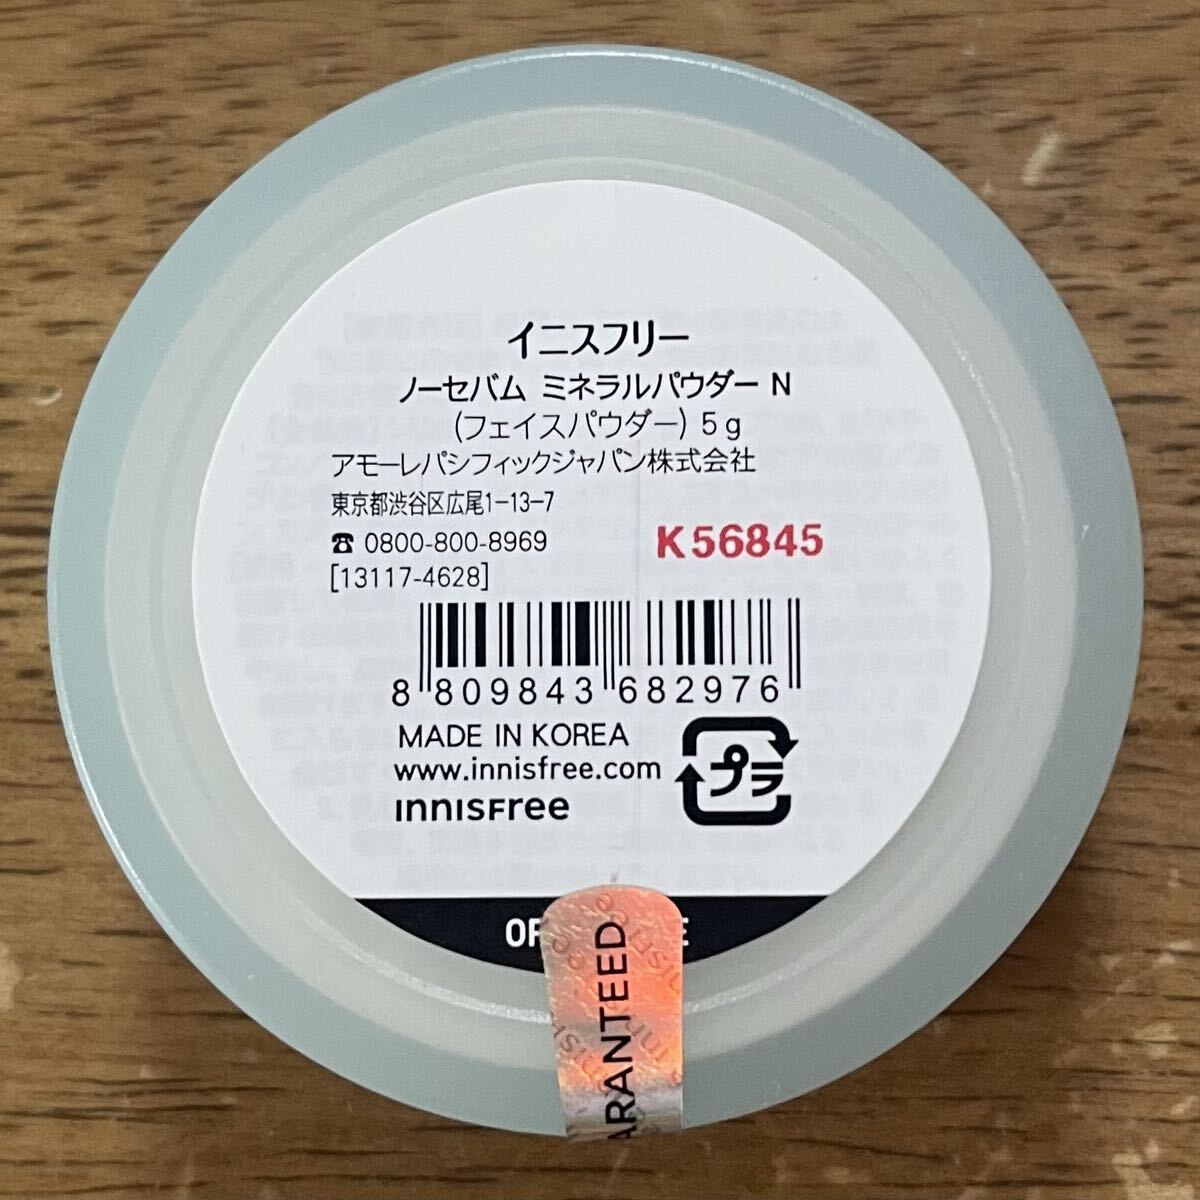 イニスフリー
ノーセバム ミネラルパウダー N
(フェイスパウダー) 5g
アモーレパシフィックジャパン株式会社
東京都渋谷区広尾1-13-7
☎ 0800-800-8969
K56845
[13117-4628]
8 809843 682976
MADE IN KOREA
www.innisfree.com
プラ
innisfree
ARANTEED